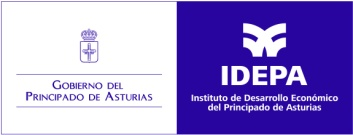 GOBIERNO DEL
PRINCIPADO DE ASTURIAS
IDEPA
Instituto de Desarrollo Económico
del Principado de Asturias